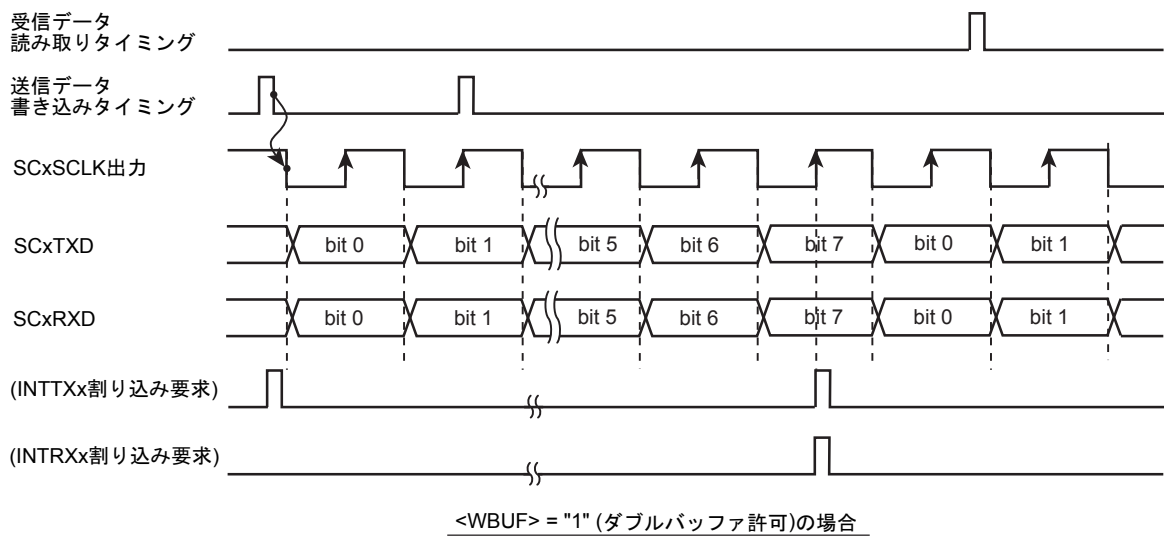 受信データ
読み取りタイミング
送信データ
書き込みタイミング
SCxSCLK出力
SCxTXD
bit 0 bit 1 bit 5 bit 6 bit 7 bit 0 bit 1
SCxRXD
bit 0 bit 1 bit 5 bit 6 bit 7 bit 0 bit 1
(INTTXx割り込み要求)
(INTRXx割り込み要求)
<WBUF> = "1" (ダブルバッファ許可)の場合